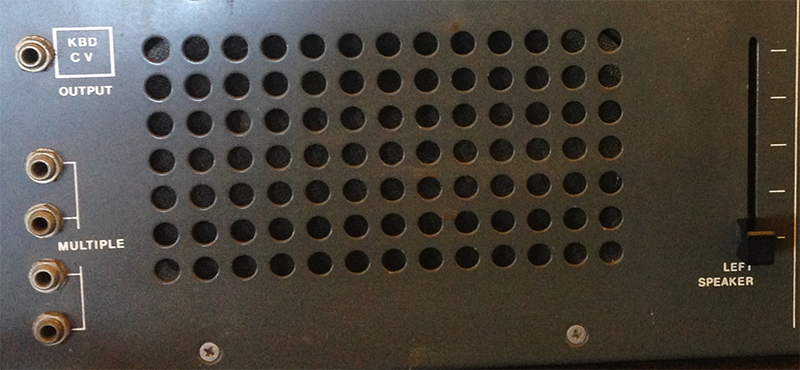 KBD
C V
OUTPUT
MULTIPLE
LEFT
SPEAKER